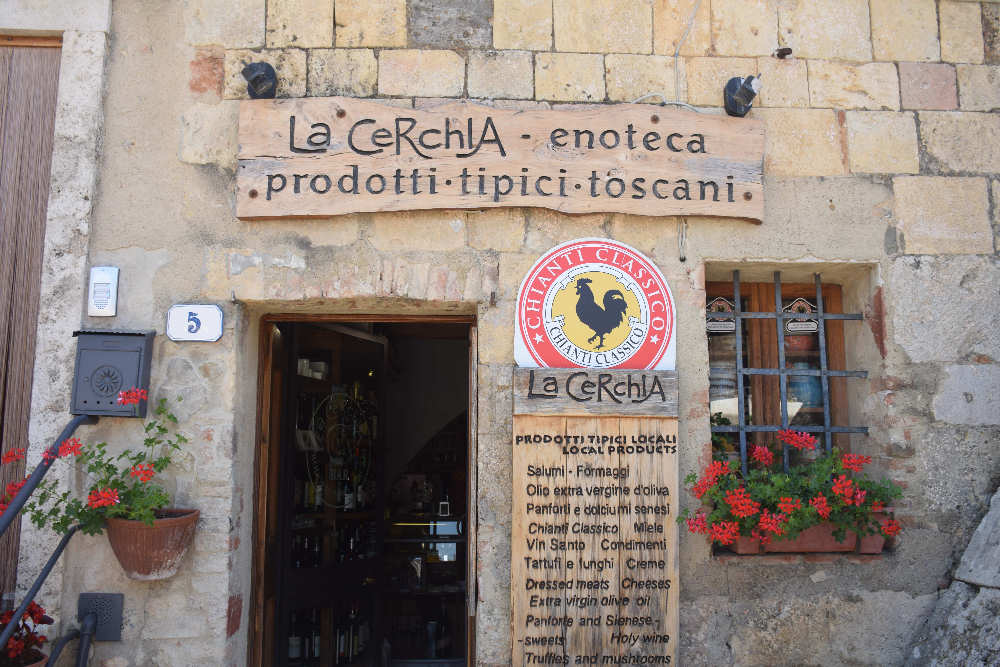 La CeRchIA - enoteca
prodotti · tipici · toscani
5
CHIANTI CLASSICO
CHIANTI CLASSICO
La CeRchIA
PRODOTTI TIPICI LOCALI
LOCAL PRODUCTS
Salumi - Formaggi
Olio extra vergine d'oliva
Panforti e dolciumi senesi
Chianti Classico Miele
Vin Santo Condimenti
Tartufi e funghi Creme
Dressed meats Cheeses
Extra virgin olive oil
Panforte and Sienese -
- sweets Holy wine
Truffles and mushrooms